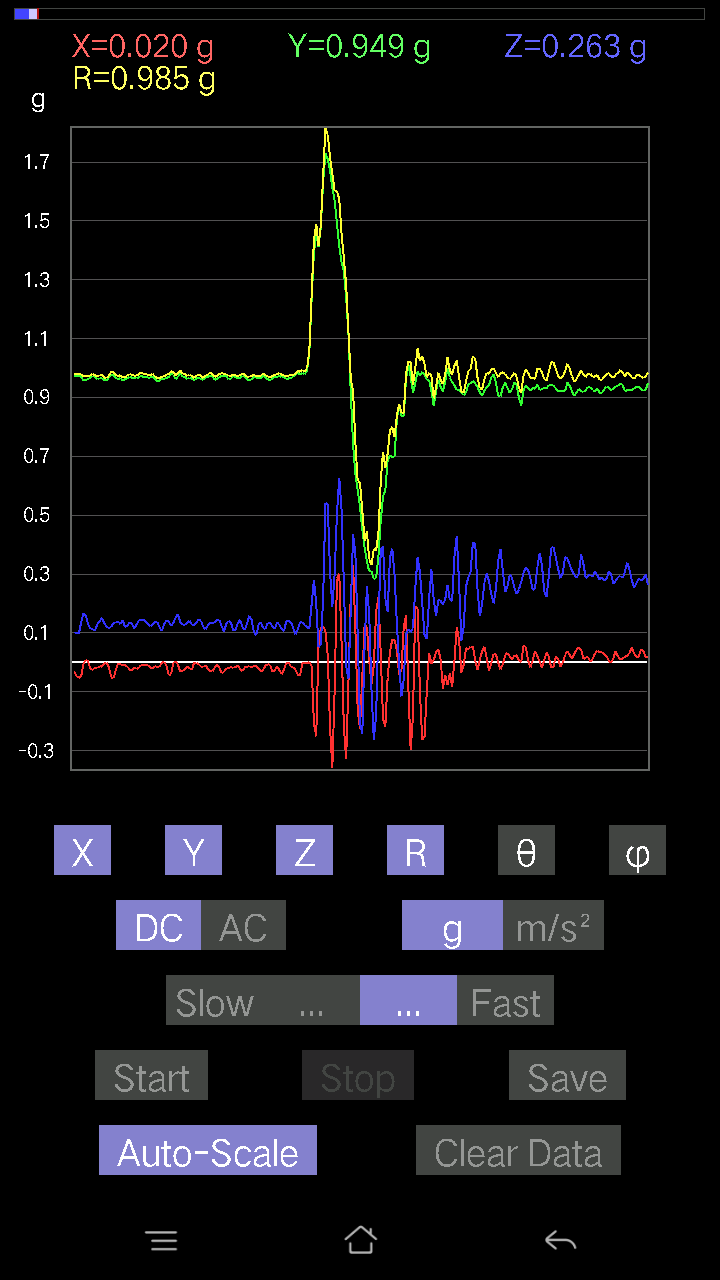 X=0.020 g Y=0.949 g Z=0.263 g
R=0.985 g
g
1.7
1.5
1.3
1.1
0.9
0.7
0.5
0.3
0.1
-0.1
-0.3
X Y Z R θ φ
DC AC g m/s²
Slow ... ... Fast
Start Stop Save
Auto-Scale Clear Data